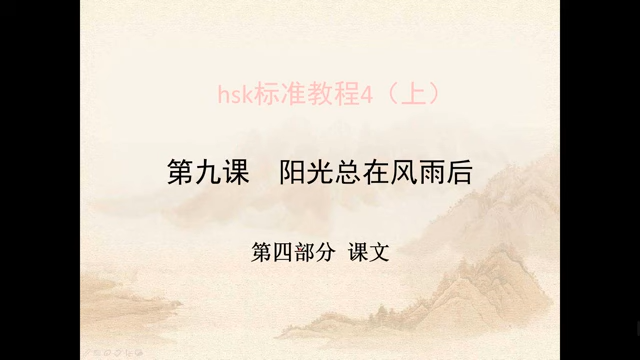 hsk标准教程4（上）
第九课 阳光总在风雨后
第四部分 课文